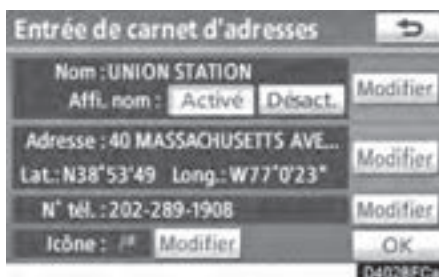 Entrée de carnet d'adresses
Nom : UNION STATION
Affi. nom : Activé Désact. Modifier
Adresse : 40 MASSACHUSETTS AVE...
Lat.: N38°53'49 Long.: W77°0'23" Modifier
N° tél. : 202-289-1908 Modifier
Icône : Modifier OK